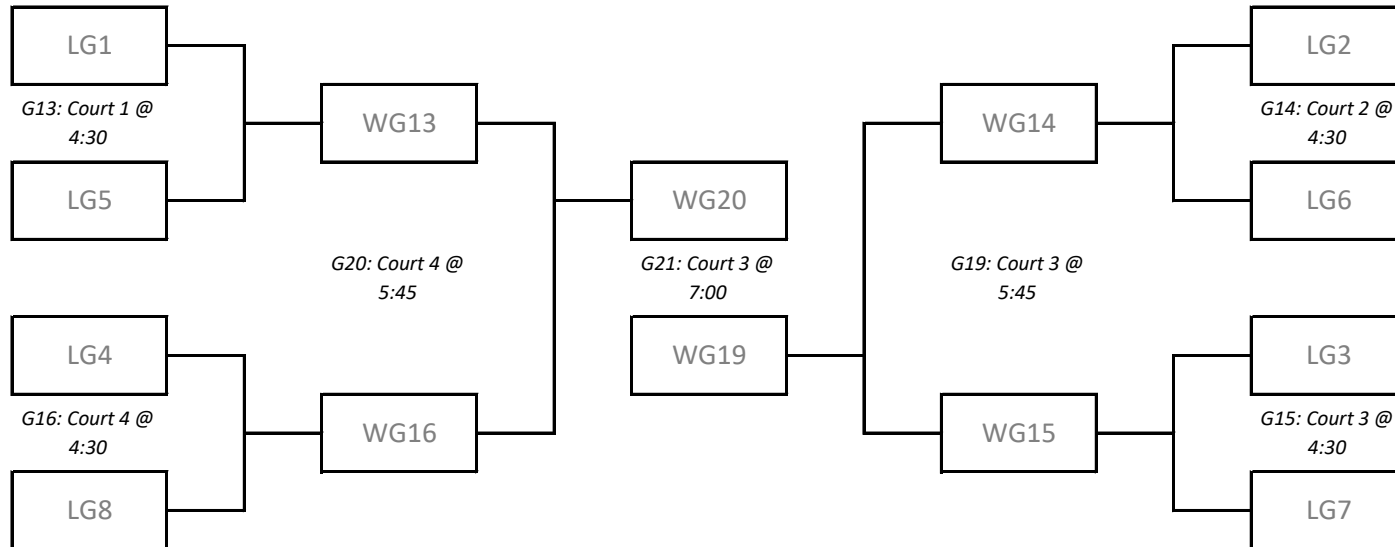 LG1
LG2
G13: Court 1 @
4:30
WG13
WG14
G14: Court 2 @
4:30
LG5
WG20
LG6
G20: Court 4 @
5:45
G21: Court 3 @
7:00
G19: Court 3 @
5:45
LG4
WG19
LG3
G16: Court 4 @
4:30
WG16
WG15
G15: Court 3 @
4:30
LG8
LG7